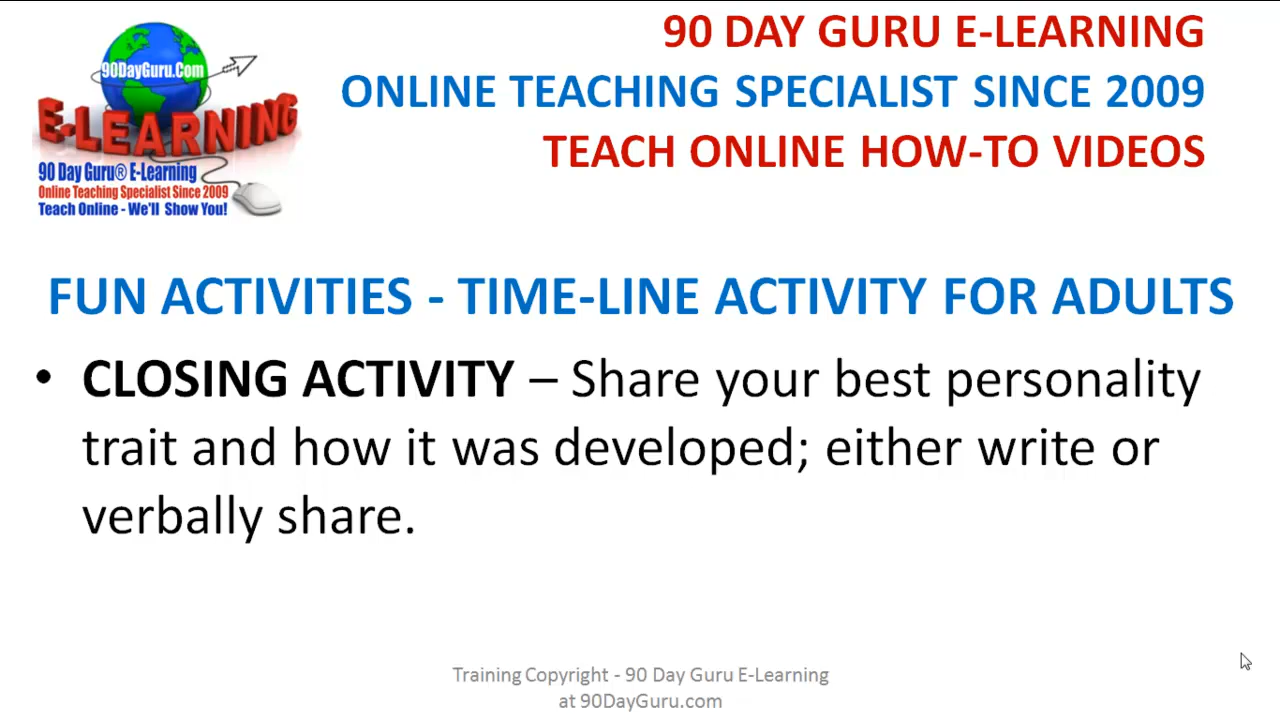 90DayGuru.Com
E-LEARNING
90 Day Guru® E-Learning
Online Teaching Specialist Since 2009
Teach Online - We'll Show You!
90 DAY GURU E-LEARNING
ONLINE TEACHING SPECIALIST SINCE 2009
TEACH ONLINE HOW-TO VIDEOS
FUN ACTIVITIES - TIME-LINE ACTIVITY FOR ADULTS
• CLOSING ACTIVITY – Share your best personality
trait and how it was developed; either write or
verbally share.
Training Copyright - 90 Day Guru E-Learning
at 90DayGuru.com